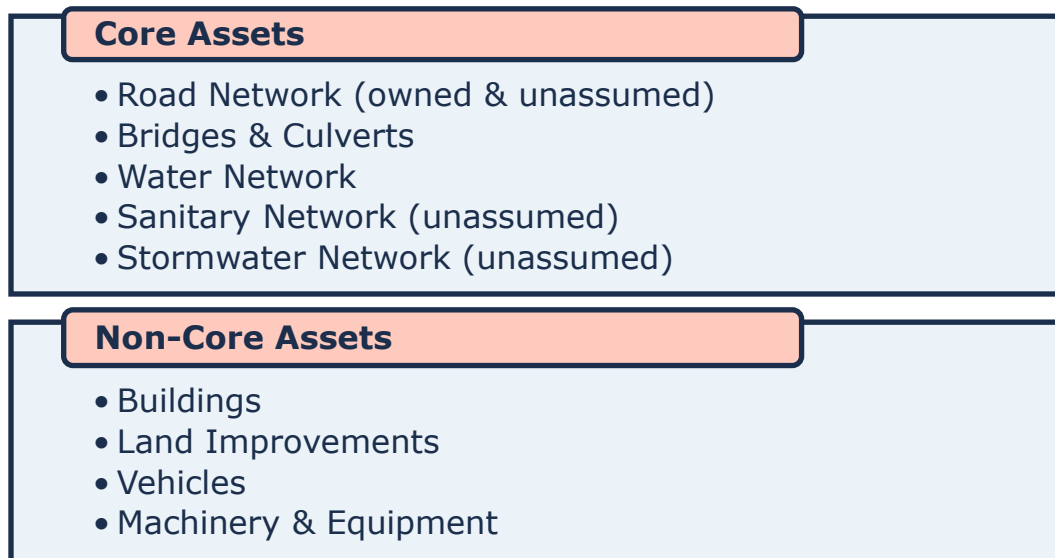 Core Assets
• Road Network (owned & unassumed)
• Bridges & Culverts
• Water Network
• Sanitary Network (unassumed)
• Stormwater Network (unassumed)
Non-Core Assets
• Buildings
• Land Improvements
• Vehicles
• Machinery & Equipment